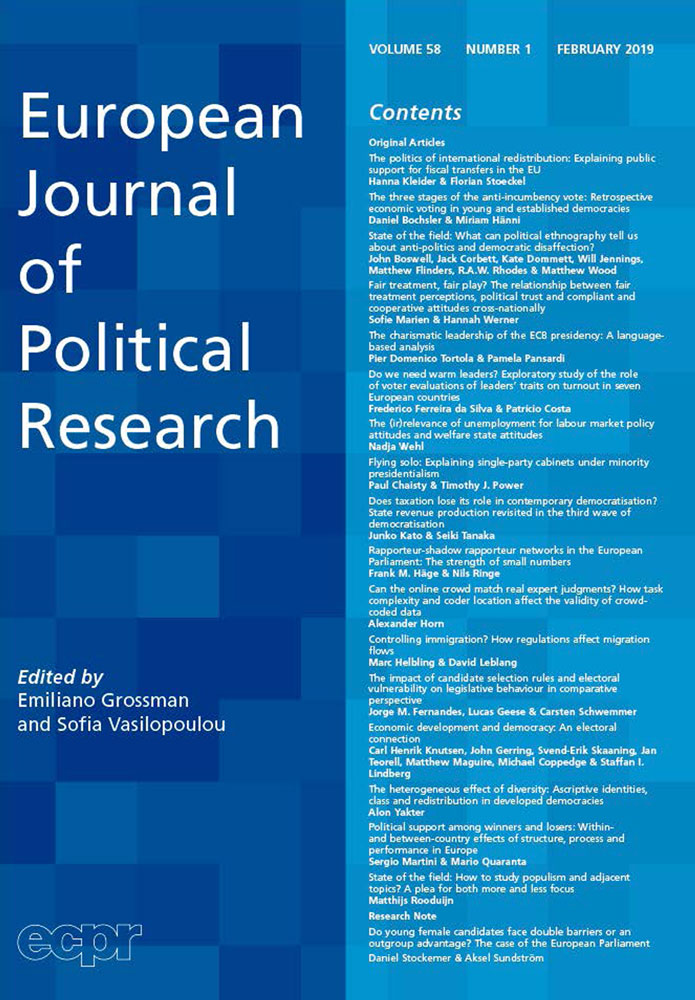 European
Journal
of
Political
Research
Edited by
Emiliano Grossman
and Sofia Vasilopoulou
ecpr
VOLUME 58 NUMBER 1 FEBRUARY 2019
Contents
Original Articles
The politics of international redistribution: Explaining public
support for fiscal transfers in the EU
Hanna Kleider & Florian Stoeckel
The three stages of the anti-incumbency vote: Retrospective
economic voting in young and established democracies
Daniel Bochsler & Miriam Hänni
State of the field: What can political ethnography tell us
about anti-politics and democratic disaffection?
John Boswell, Jack Corbett, Kate Dommett, Will Jennings,
Matthew Flinders, R.A.W. Rhodes & Matthew Wood
Fair treatment, fair play? The relationship between fair
treatment perceptions, political trust and compliant and
cooperative attitudes cross-nationally
Sofie Marien & Hannah Werner
The charismatic leadership of the ECB presidency: A language-
based analysis
Pier Domenico Tortola & Pamela Pansardi
Do we need warm leaders? Exploratory study of the role
of voter evaluations of leaders' traits on turnout in seven
European countries
Frederico Ferreira da Silva & Patrício Costa
The (ir)relevance of unemployment for labour market policy
attitudes and welfare state attitudes
Nadja Wehl
Flying solo: Explaining single-party cabinets under minority
presidentialism
Paul Chaisty & Timothy J. Power
Does taxation lose its role in contemporary democratisation?
State revenue production revisited in the third wave of
democratisation
Junko Kato & Seiki Tanaka
Rapporteur-shadow rapporteur networks in the European
Parliament: The strength of small numbers
Frank M. Häge & Nils Ringe
Can the online crowd match real expert judgments? How task
complexity and coder location affect the validity of crowd-
coded data
Alexander Horn
Controlling immigration? How regulations affect migration
flows
Marc Helbling & David Leblang
The impact of candidate selection rules and electoral
vulnerability on legislative behaviour in comparative
perspective
Jorge M. Fernandes, Lucas Geese & Carsten Schwemmer
Economic development and democracy: An electoral
connection
Carl Henrik Knutsen, John Gerring, Svend-Erik Skaaning, Jan
Teorell, Matthew Maguire, Michael Coppedge & Staffan I.
Lindberg
The heterogeneous effect of diversity: Ascriptive identities,
class and redistribution in developed democracies
Alon Yakter
Political support among winners and losers: Within-
and between-country effects of structure, process and
performance in Europe
Sergio Martini & Mario Quaranta
State of the field: How to study populism and adjacent
topics? A plea for both more and less focus
Matthijs Rooduijn
Research Note
Do young female candidates face double barriers or an
outgroup advantage? The case of the European Parliament
Daniel Stockemer & Aksel Sundström